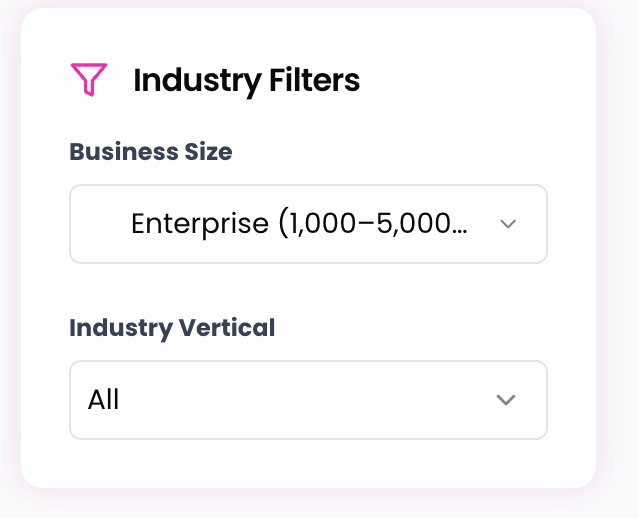 Industry Filters
Business Size
Enterprise (1,000–5,000...
Industry Vertical
All